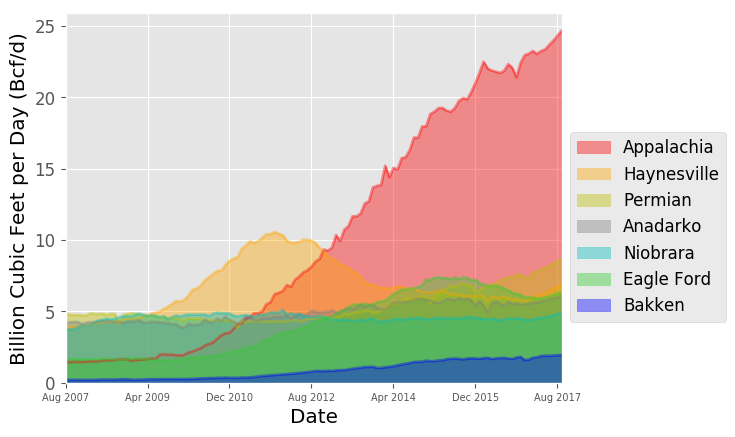 Billion Cubic Feet per Day (Bcf/d)
25
20
15
10
5
0
Aug 2007 Apr 2009 Dec 2010 Aug 2012 Apr 2014 Dec 2015 Aug 2017
Date
Appalachia
Haynesville
Permian
Anadarko
Niobrara
Eagle Ford
Bakken